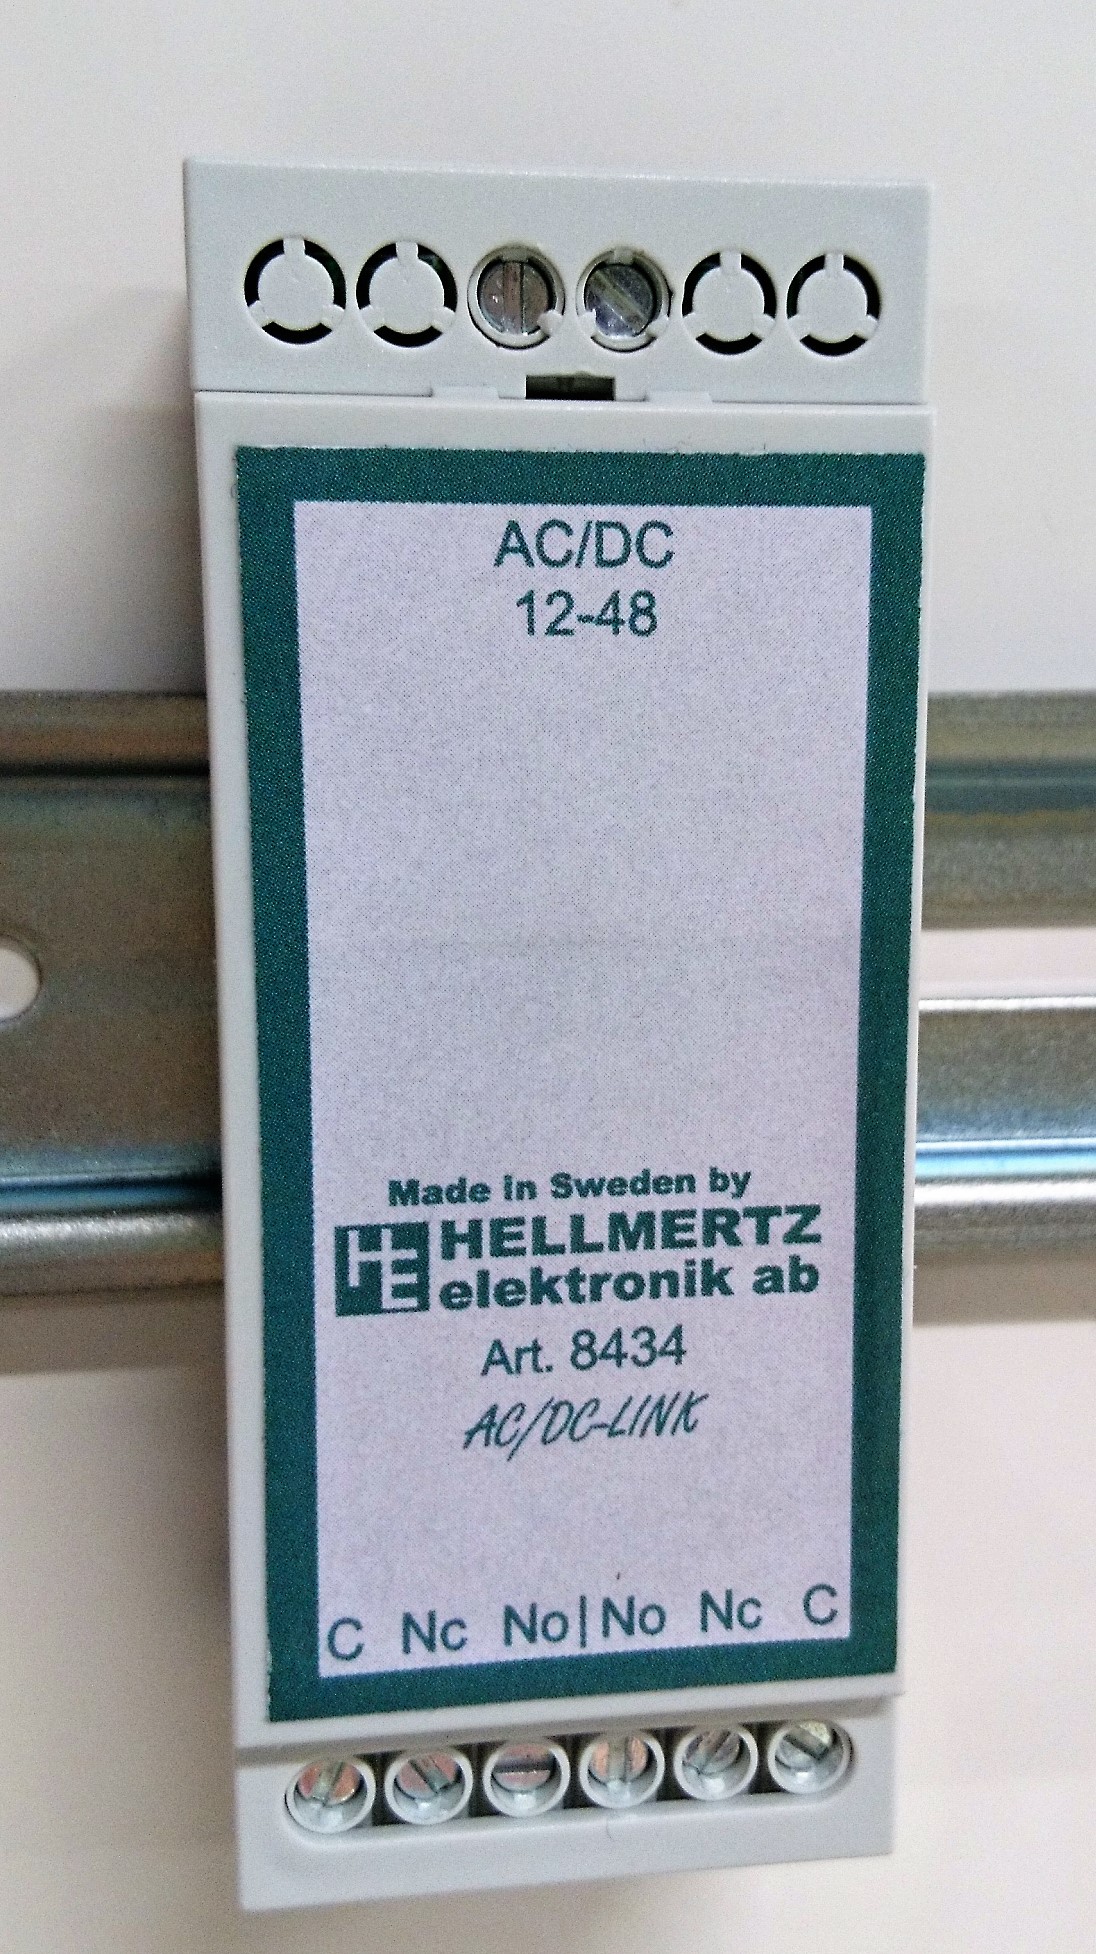 AC/DC
12-48
Made in Sweden by
HE HELLMERTZ
elektronik ab
Art. 8434
AC/DC-LINK
C Nc No|No Nc C